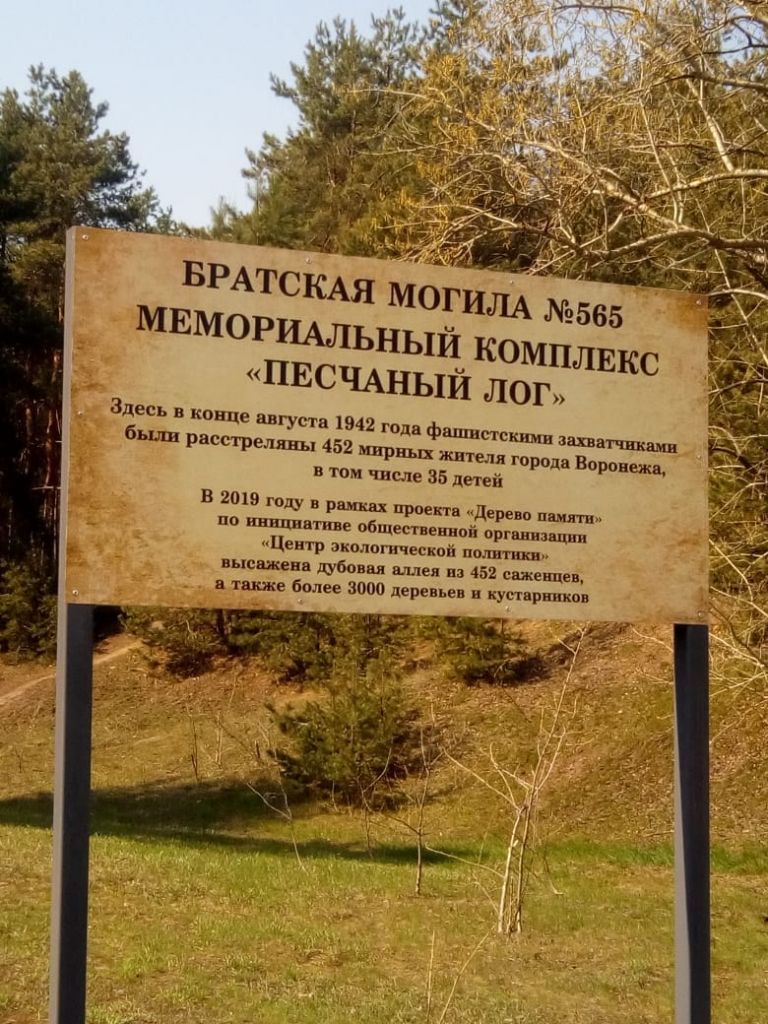 БРАТСКАЯ МОГИЛА №565
МЕМОРИАЛЬНЫЙ КОМПЛЕКС
«ПЕСЧАНЫЙ ЛОГ»
Здесь в конце августа 1942 года фашистскими захватчиками
были расстреляны 452 мирных жителя города Воронежа,
в том числе 35 детей
В 2019 году в рамках проекта «Дерево памяти»
по инициативе общественной организации
«Центр экологической политики»
высажена дубовая аллея из 452 саженцев,
а также более 3000 деревьев и кустарников